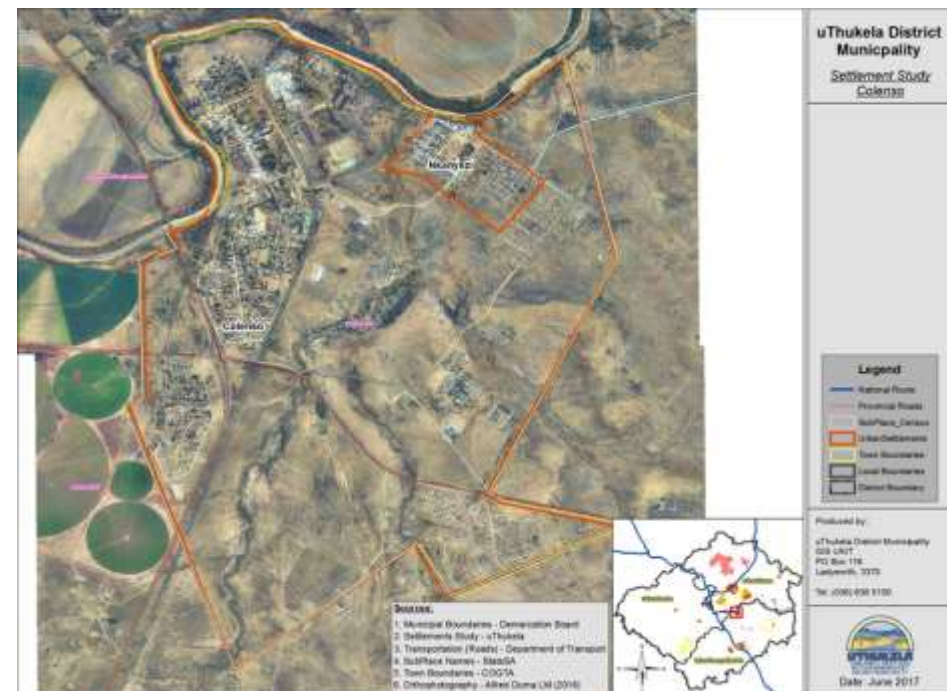 uThukela District
Municpality
Settlement Study
Colenso
Nkanyezi
Colenso
Legend
National Route
Provincial Roads
SubPlace_Census
UrbanSettlements
Town Boundaries
Local Boundaries
District Boundary
Produced by:
uThukela District Municipality
GIS UNIT
PO Box 116
Ladysmith, 3370
Sources:
1. Municipal Boundaries - Demarcation Board
2. Settlements Study - uThukela
3. Transportation (Roads) - Department of Transport
4. SubPlace Names - StatsSA
5. Town Boundaries - COGTA
6. Orthophotography - Alfred Duma LM (2016)
UTHUKELA
Date: June 2017